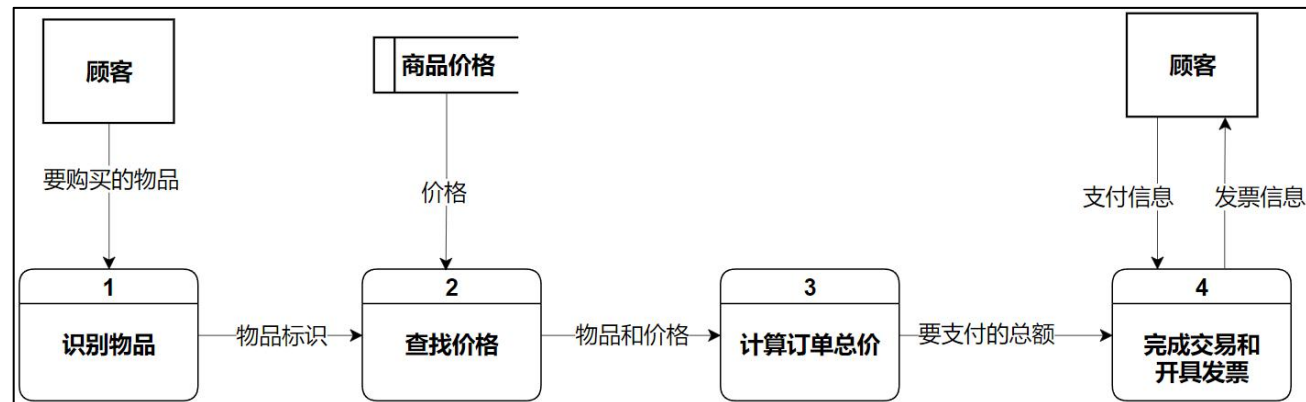 顾客
商品价格
顾客
要购买的物品
价格
支付信息
发票信息
1
识别物品
物品标识
2
查找价格
物品和价格
3
计算订单总价
要支付的总额
4
完成交易和
开具发票